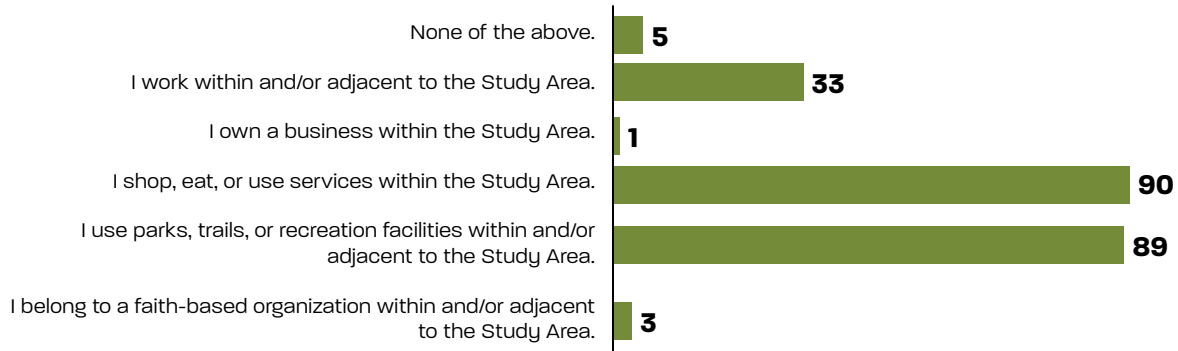 None of the above.
5
I work within and/or adjacent to the Study Area.
33
I own a business within the Study Area.
1
I shop, eat, or use services within the Study Area.
90
I use parks, trails, or recreation facilities within and/or
adjacent to the Study Area.
89
I belong to a faith-based organization within and/or adjacent
to the Study Area.
3